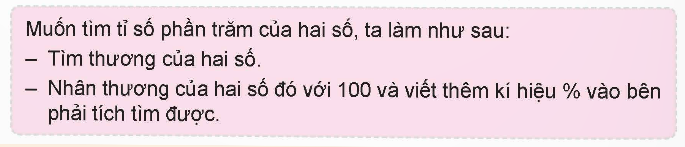 Muốn tìm tỉ số phần trăm của hai số, ta làm như sau:
– Tìm thương của hai số.
– Nhân thương của hai số đó với 100 và viết thêm kí hiệu % vào bên
phải tích tìm được.